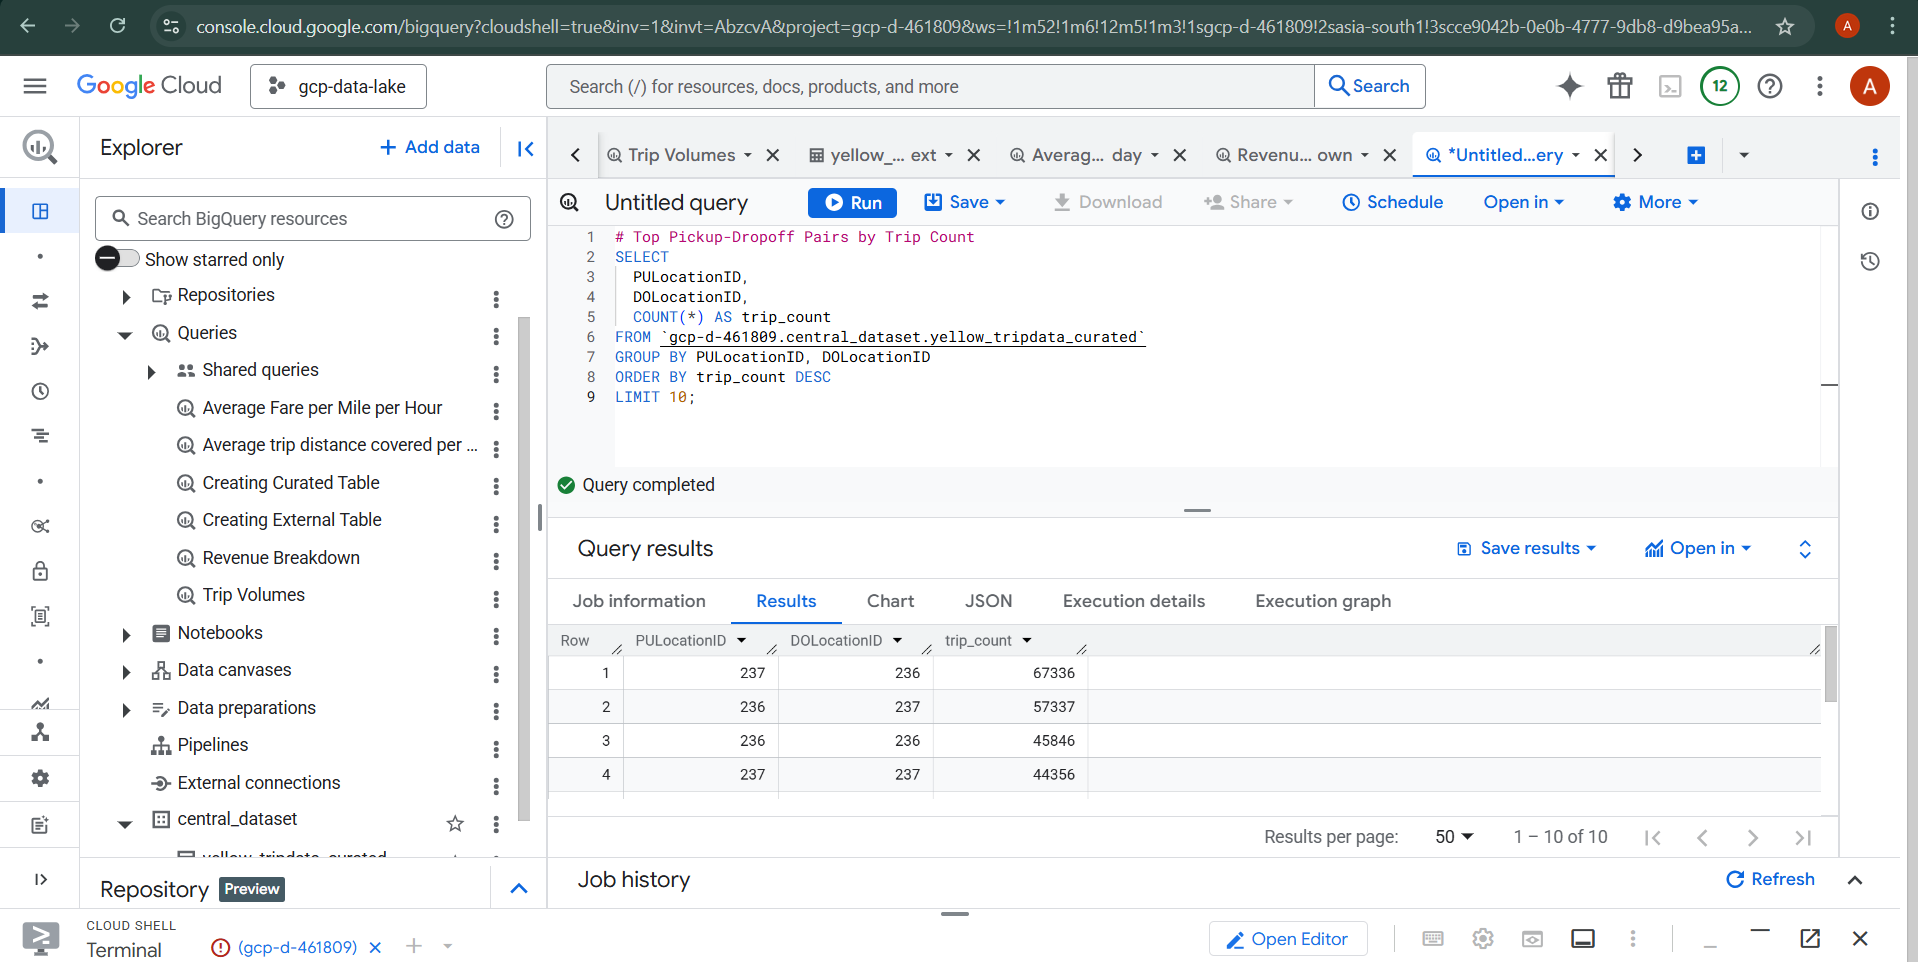 console.cloud.google.com/bigquery?cloudshell=true&inv=1&invt=AbzcvA&project=gcp-d-461809&ws=!1m52!1m6!12m5!1m3!1sgcp-d-461809!2sasia-south1!3scce9042b-0e0b-4777-9db8-d9bea95a...
A
Google Cloud
gcp-data-lake
Search (/) for resources, docs, products, and more
Search
12
A
Explorer
+ Add data
Trip Volumes
yellow_... ext
Averag... day
Revenu... own
*Untitled...ery
Search BigQuery resources
Untitled query
Run
Save
Download
Share
Schedule
Open in
More
Show starred only
Repositories
Queries
Shared queries
Average Fare per Mile per Hour
Average trip distance covered per ...
Creating Curated Table
Creating External Table
Revenue Breakdown
Trip Volumes
Notebooks
Data canvases
Data preparations
Pipelines
External connections
central_dataset
yellow_tripdata_curated
Repository Preview
1 # Top Pickup-Dropoff Pairs by Trip Count
2 SELECT
3 PULocationID,
4 DOLocationID,
5 COUNT(*) AS trip_count
6 FROM `gcp-d-461809.central_dataset.yellow_tripdata_curated`
7 GROUP BY PULocationID, DOLocationID
8 ORDER BY trip_count DESC
9 LIMIT 10;
Query completed
Query results
Save results
Open in
Job information
Results
Chart
JSON
Execution details
Execution graph
Row PULocationID DOLocationID trip_count
1 237 236 67336
2 236 237 57337
3 236 236 45846
4 237 237 44356
Results per page: 50 1 – 10 of 10
Job history
Refresh
CLOUD SHELL
Terminal
(gcp-d-461809)
Open Editor